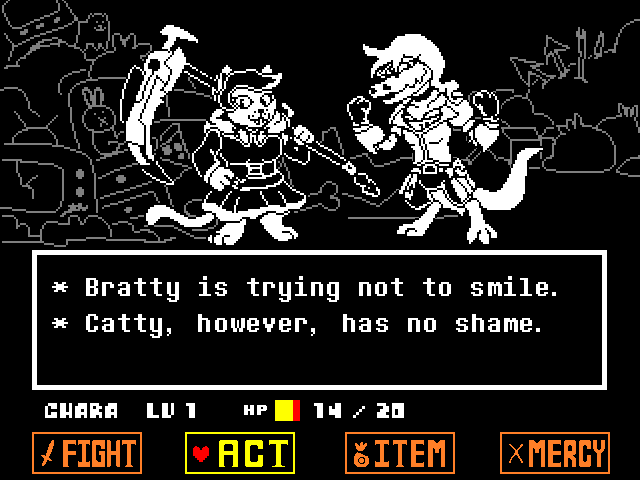 * Bratty is trying not to smile.
* Catty, however, has no shame.
CHARA LV 1 HP 14 / 20
FIGHT ACT ITEM MERCY